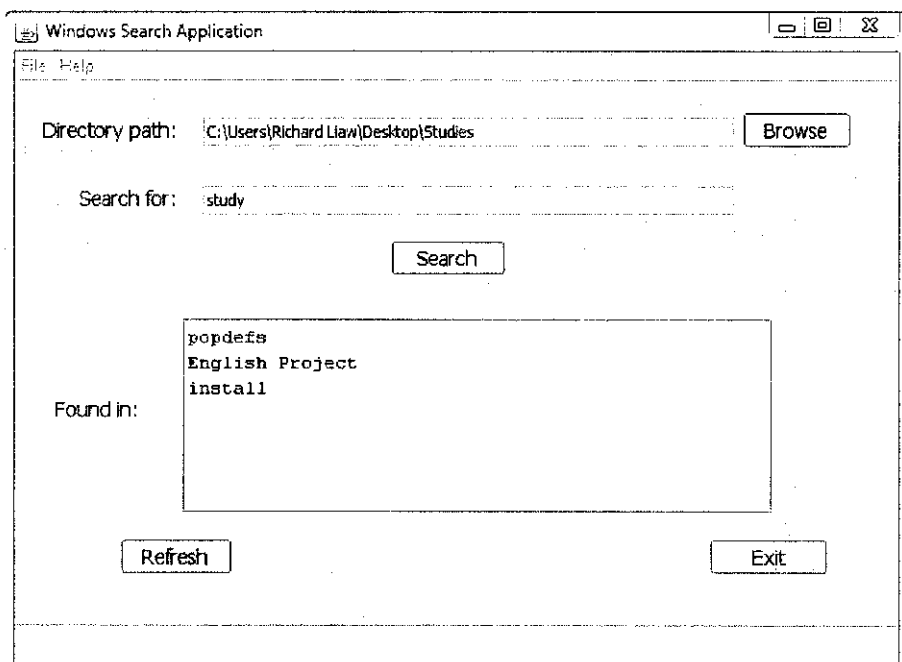 Windows Search Application
File Help
Directory path: C:\Users\Richard Liaw\Desktop\Studies Browse
Search for: study
Search
popdefs
English Project
install
Found in:
Refresh Exit